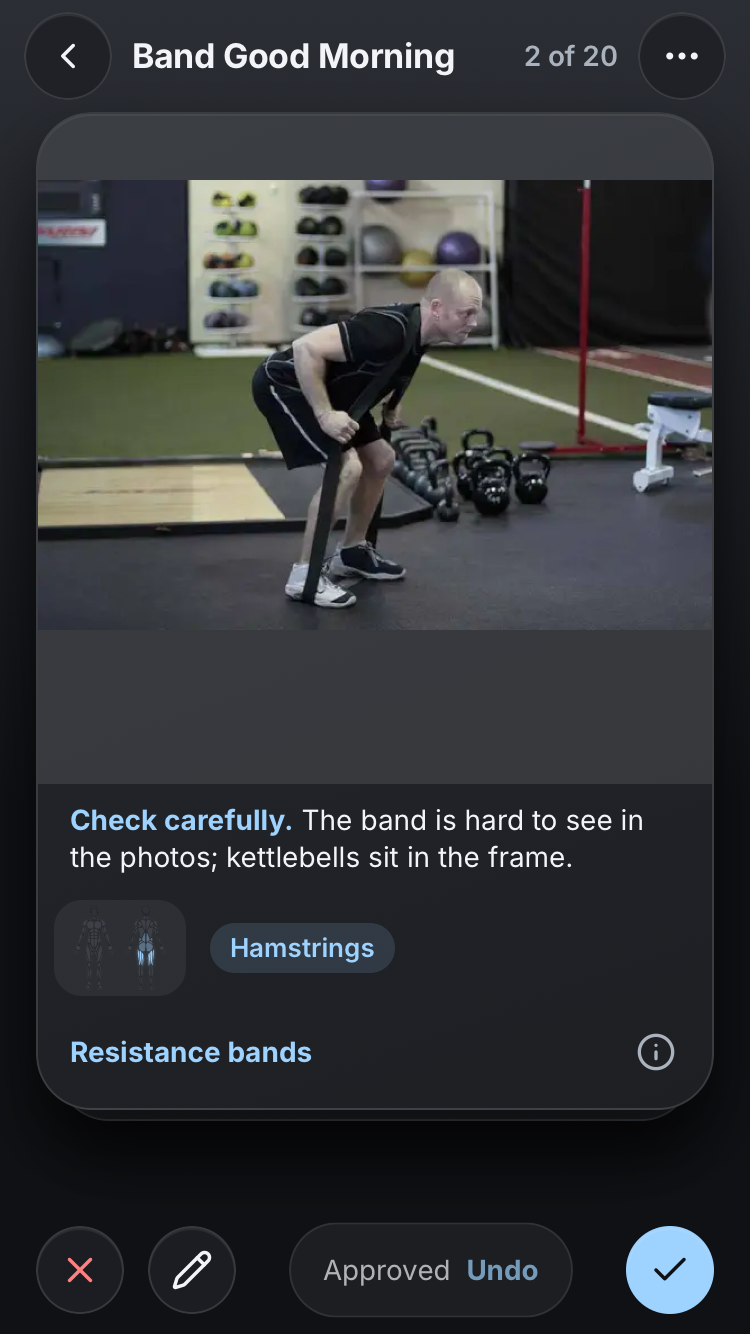 Band Good Morning
2 of 20
Check carefully. The band is hard to see in
the photos; kettlebells sit in the frame.
Hamstrings
Resistance bands
Approved Undo